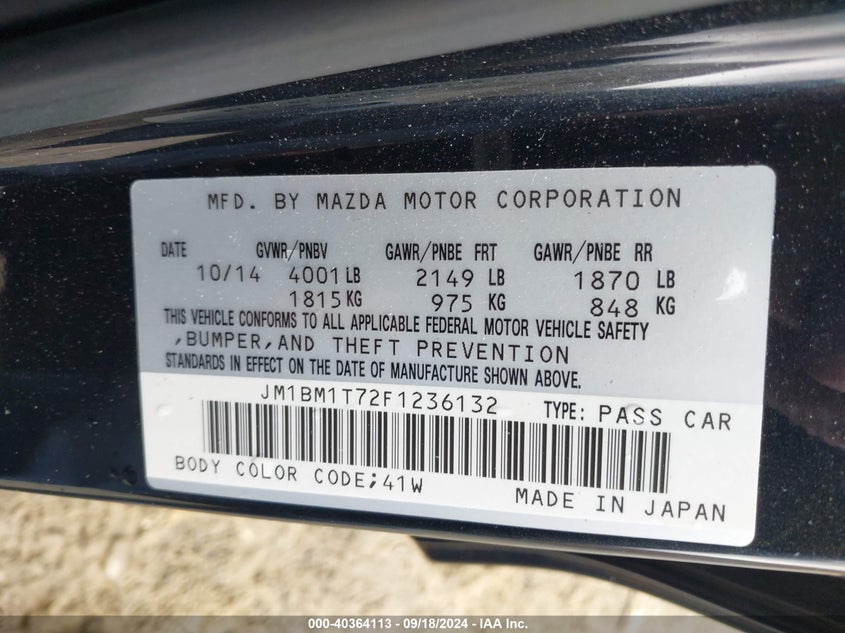 MFD. BY MAZDA MOTOR CORPORATION
DATE GVWR/PNBV GAWR/PNBE FRT GAWR/PNBE RR
10/14 4001 LB 2149 LB 1870 LB
1815 KG 975 KG 848 KG
THIS VEHICLE CONFORMS TO ALL APPLICABLE FEDERAL MOTOR VEHICLE SAFETY
,BUMPER,AND THEFT PREVENTION
STANDARDS IN EFFECT ON THE DATE OF MANUFACTURE SHOWN ABOVE.
JM1BM1T72F1236132 TYPE: PASS CAR
BODY COLOR CODE;41W MADE IN JAPAN
000-40364113 - 09/18/2024 - IAA Inc.